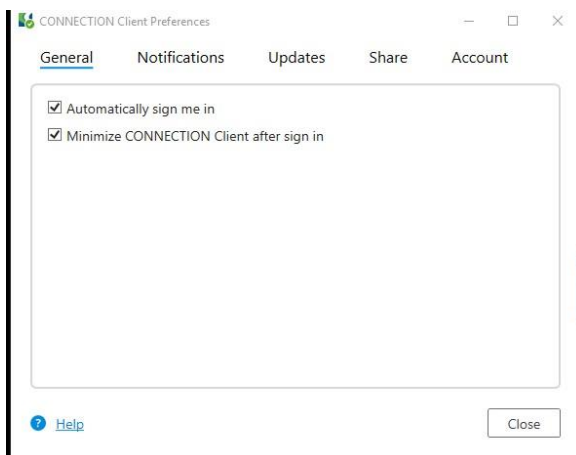 CONNECTION Client Preferences
General Notifications Updates Share Account
Automatically sign me in
Minimize CONNECTION Client after sign in
? Help Close